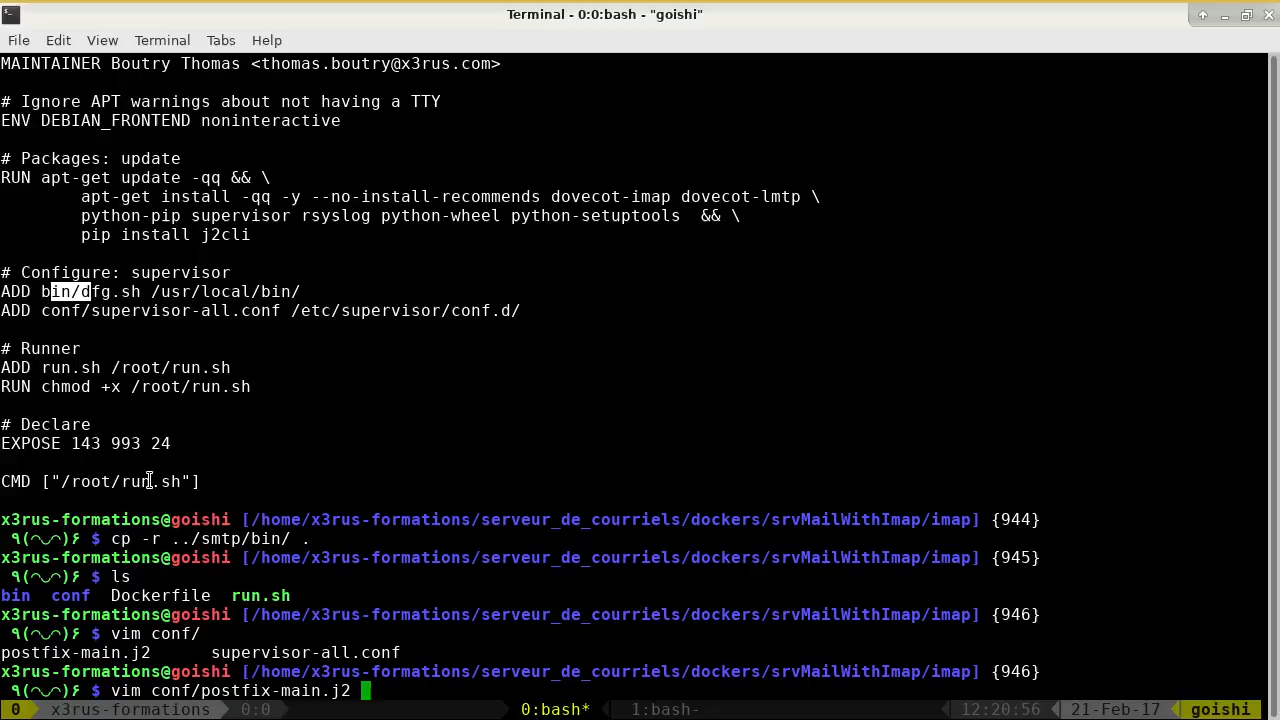 Terminal - 0:0:bash - "goishi"
File Edit View Terminal Tabs Help
MAINTAINER Boutry Thomas <thomas.boutry@x3rus.com>
# Ignore APT warnings about not having a TTY
ENV DEBIAN_FRONTEND noninteractive
# Packages: update
RUN apt-get update -qq && \
apt-get install -qq -y --no-install-recommends dovecot-imap dovecot-lmtp \
python-pip supervisor rsyslog python-wheel python-setuptools  && \
pip install j2cli
# Configure: supervisor
ADD bin/dfg.sh /usr/local/bin/
ADD conf/supervisor-all.conf /etc/supervisor/conf.d/
# Runner
ADD run.sh /root/run.sh
RUN chmod +x /root/run.sh
# Declare
EXPOSE 143 993 24
CMD ["/root/run.sh"]
x3rus-formations@goishi [/home/x3rus-formations/serveur_de_courriels/dockers/srvMailWithImap/imap] {944}
٩(◠◡◠)۶ $ cp -r ../smtp/bin/ .
x3rus-formations@goishi [/home/x3rus-formations/serveur_de_courriels/dockers/srvMailWithImap/imap] {945}
٩(◠◡◠)۶ $ ls
bin  conf  Dockerfile  run.sh
x3rus-formations@goishi [/home/x3rus-formations/serveur_de_courriels/dockers/srvMailWithImap/imap] {946}
٩(◠◡◠)۶ $ vim conf/
postfix-main.j2      supervisor-all.conf
x3rus-formations@goishi [/home/x3rus-formations/serveur_de_courriels/dockers/srvMailWithImap/imap] {946}
٩(◠◡◠)۶ $ vim conf/postfix-main.j2
0 x3rus-formations 0:0 0:bash* 1:bash- 12:20:56 21-Feb-17 goishi